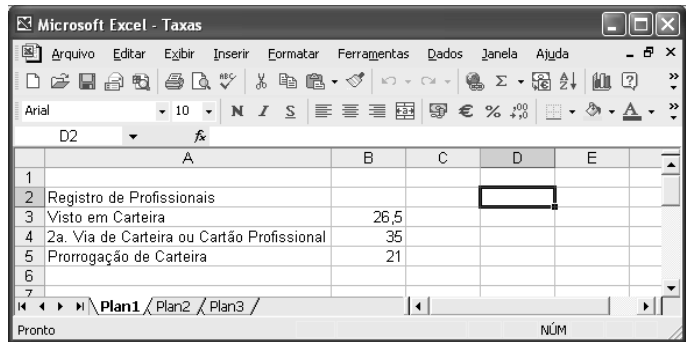 Microsoft Excel - Taxas
Arquivo Editar Exibir Inserir Formatar Ferramentas Dados Janela Ajuda
Arial 10 N I S € % ,00
D2 fx
A B C D E
1
2 Registro de Profissionais
3 Visto em Carteira 26,5
4 2a. Via de Carteira ou Cartão Profissional 35
5 Prorrogação de Carteira 21
6
7
Plan1 Plan2 Plan3
Pronto NÚM